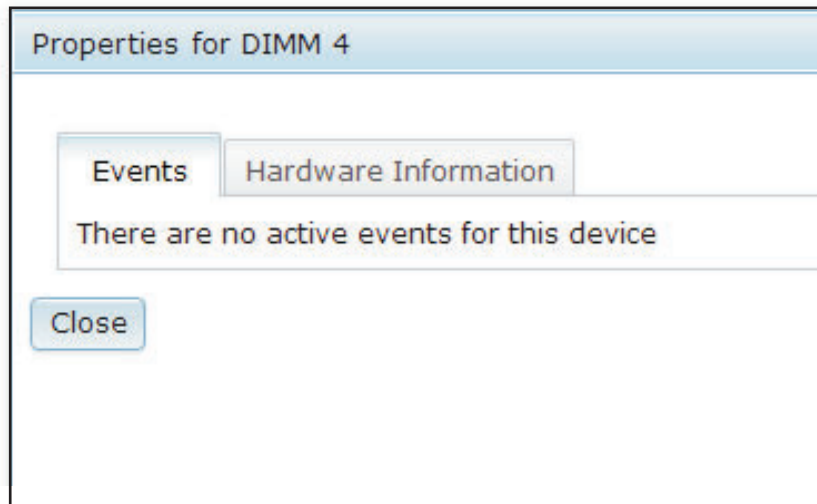 Properties for DIMM 4
Events
Hardware Information
There are no active events for this device
Close